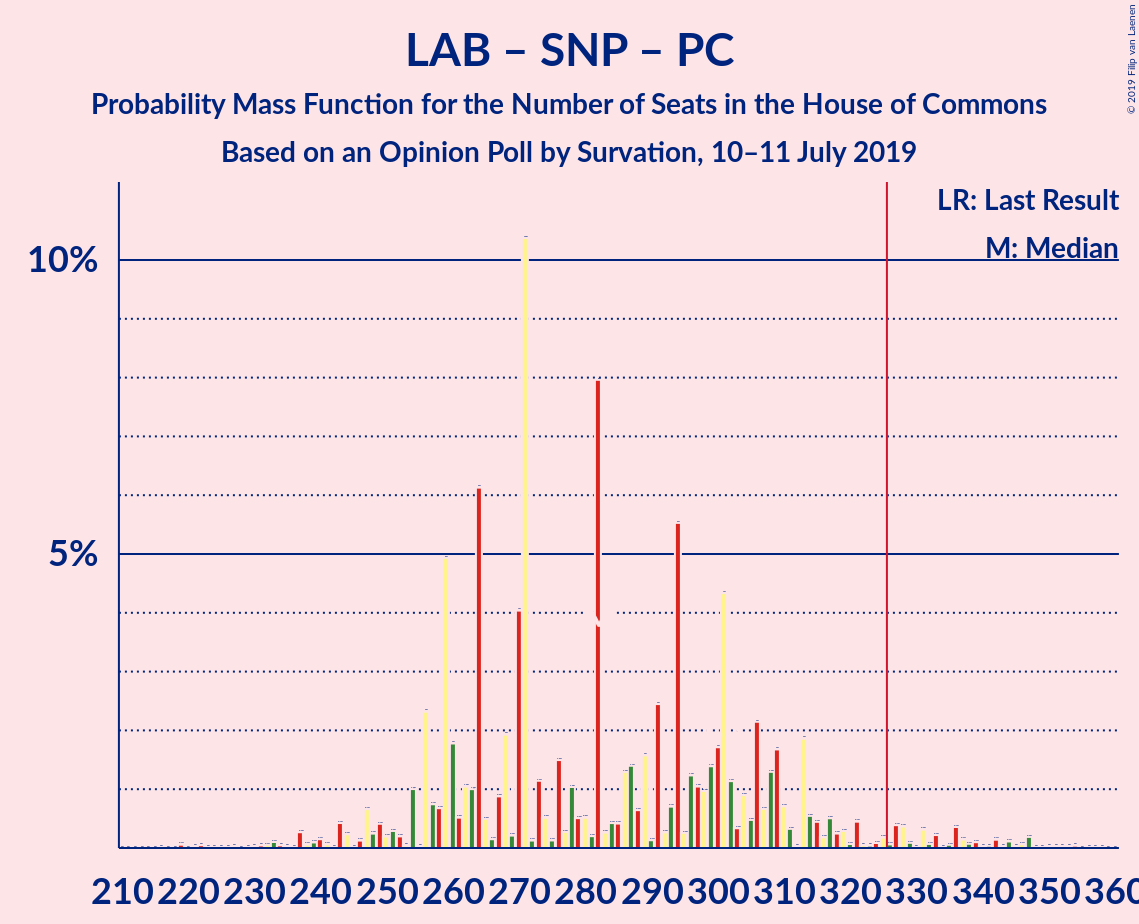 LAB – SNP – PC
Probability Mass Function for the Number of Seats in the House of Commons
Based on an Opinion Poll by Survation, 10–11 July 2019
© 2019 Filip van Laenen
LR: Last Result
M: Median
10%
5%
210 220 230 240 250 260 270 280 290 300 310 320 330 340 350 360